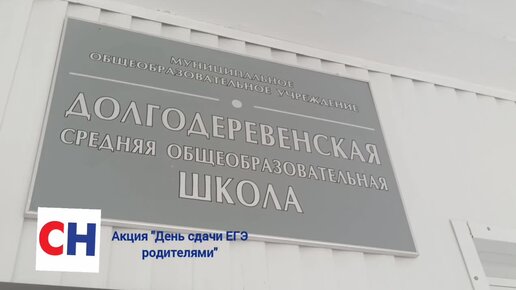 МУНИЦИПАЛЬНОЕ
ОБЩЕОБРАЗОВАТЕЛЬНОЕ УЧРЕЖДЕНИЕ
ДОЛГОДЕРЕВЕНСКАЯ
СРЕДНЯЯ ОБЩЕОБРАЗОВАТЕЛЬНАЯ
ШКОЛА
СН
Акция "День сдачи ЕГЭ
родителями"